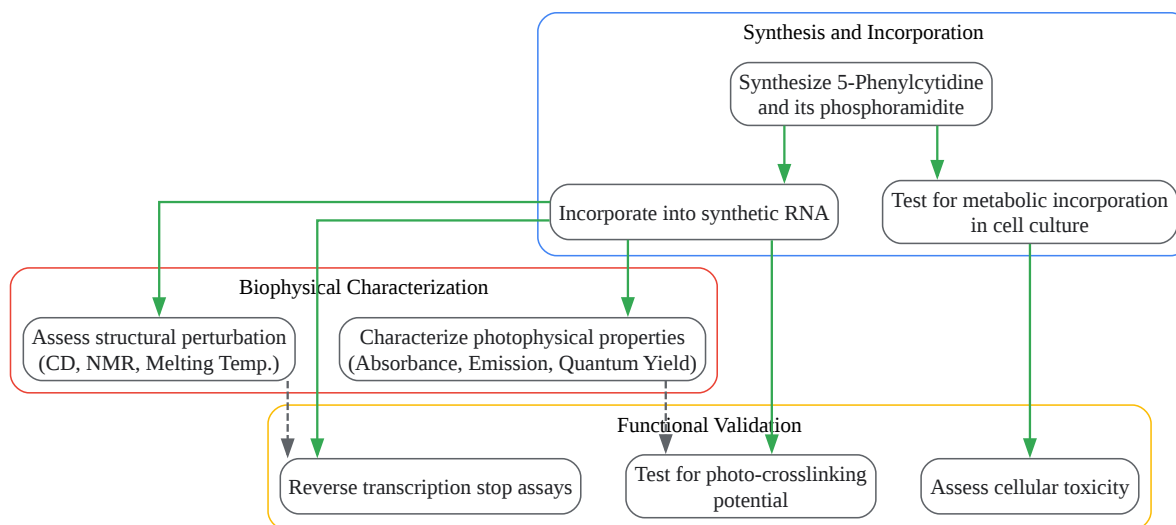 Synthesis and Incorporation
Synthesize 5-Phenylcytidine
and its phosphoramidite
Incorporate into synthetic RNA
Test for metabolic incorporation
in cell culture
Biophysical Characterization
Assess structural perturbation
(CD, NMR, Melting Temp.)
Characterize photophysical properties
(Absorbance, Emission, Quantum Yield)
Functional Validation
Reverse transcription stop assays
Test for photo-crosslinking
potential
Assess cellular toxicity